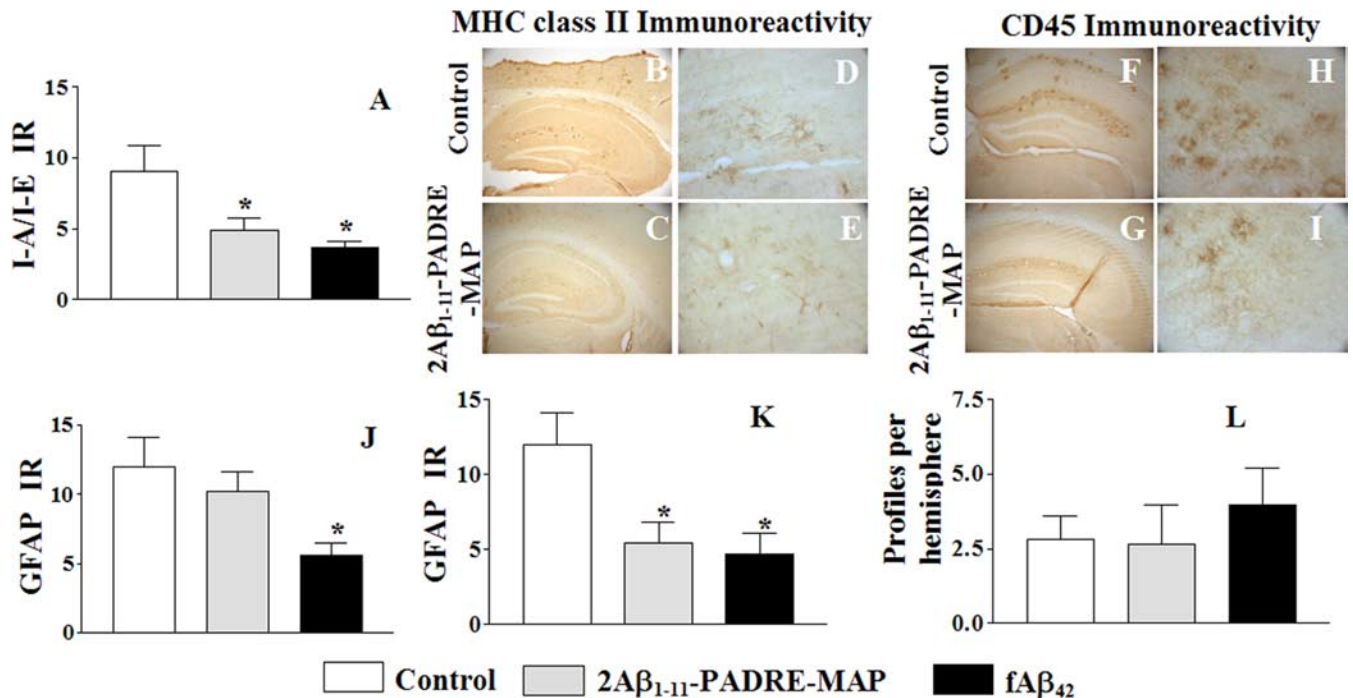 MHC class II Immunoreactivity
CD45 Immunoreactivity
A
I-A/I-E IR
15
10
5
0
*
*
Control
2Aβ1-11-PADRE
-MAP
B
D
C
E
Control
2Aβ1-11-PADRE
-MAP
F
H
G
I
J
GFAP IR
15
10
5
0
*
K
GFAP IR
15
10
5
0
*
*
L
Profiles per
hemisphere
7.5
5.0
2.5
0.0
Control
2Aβ1-11-PADRE-MAP
fAβ42